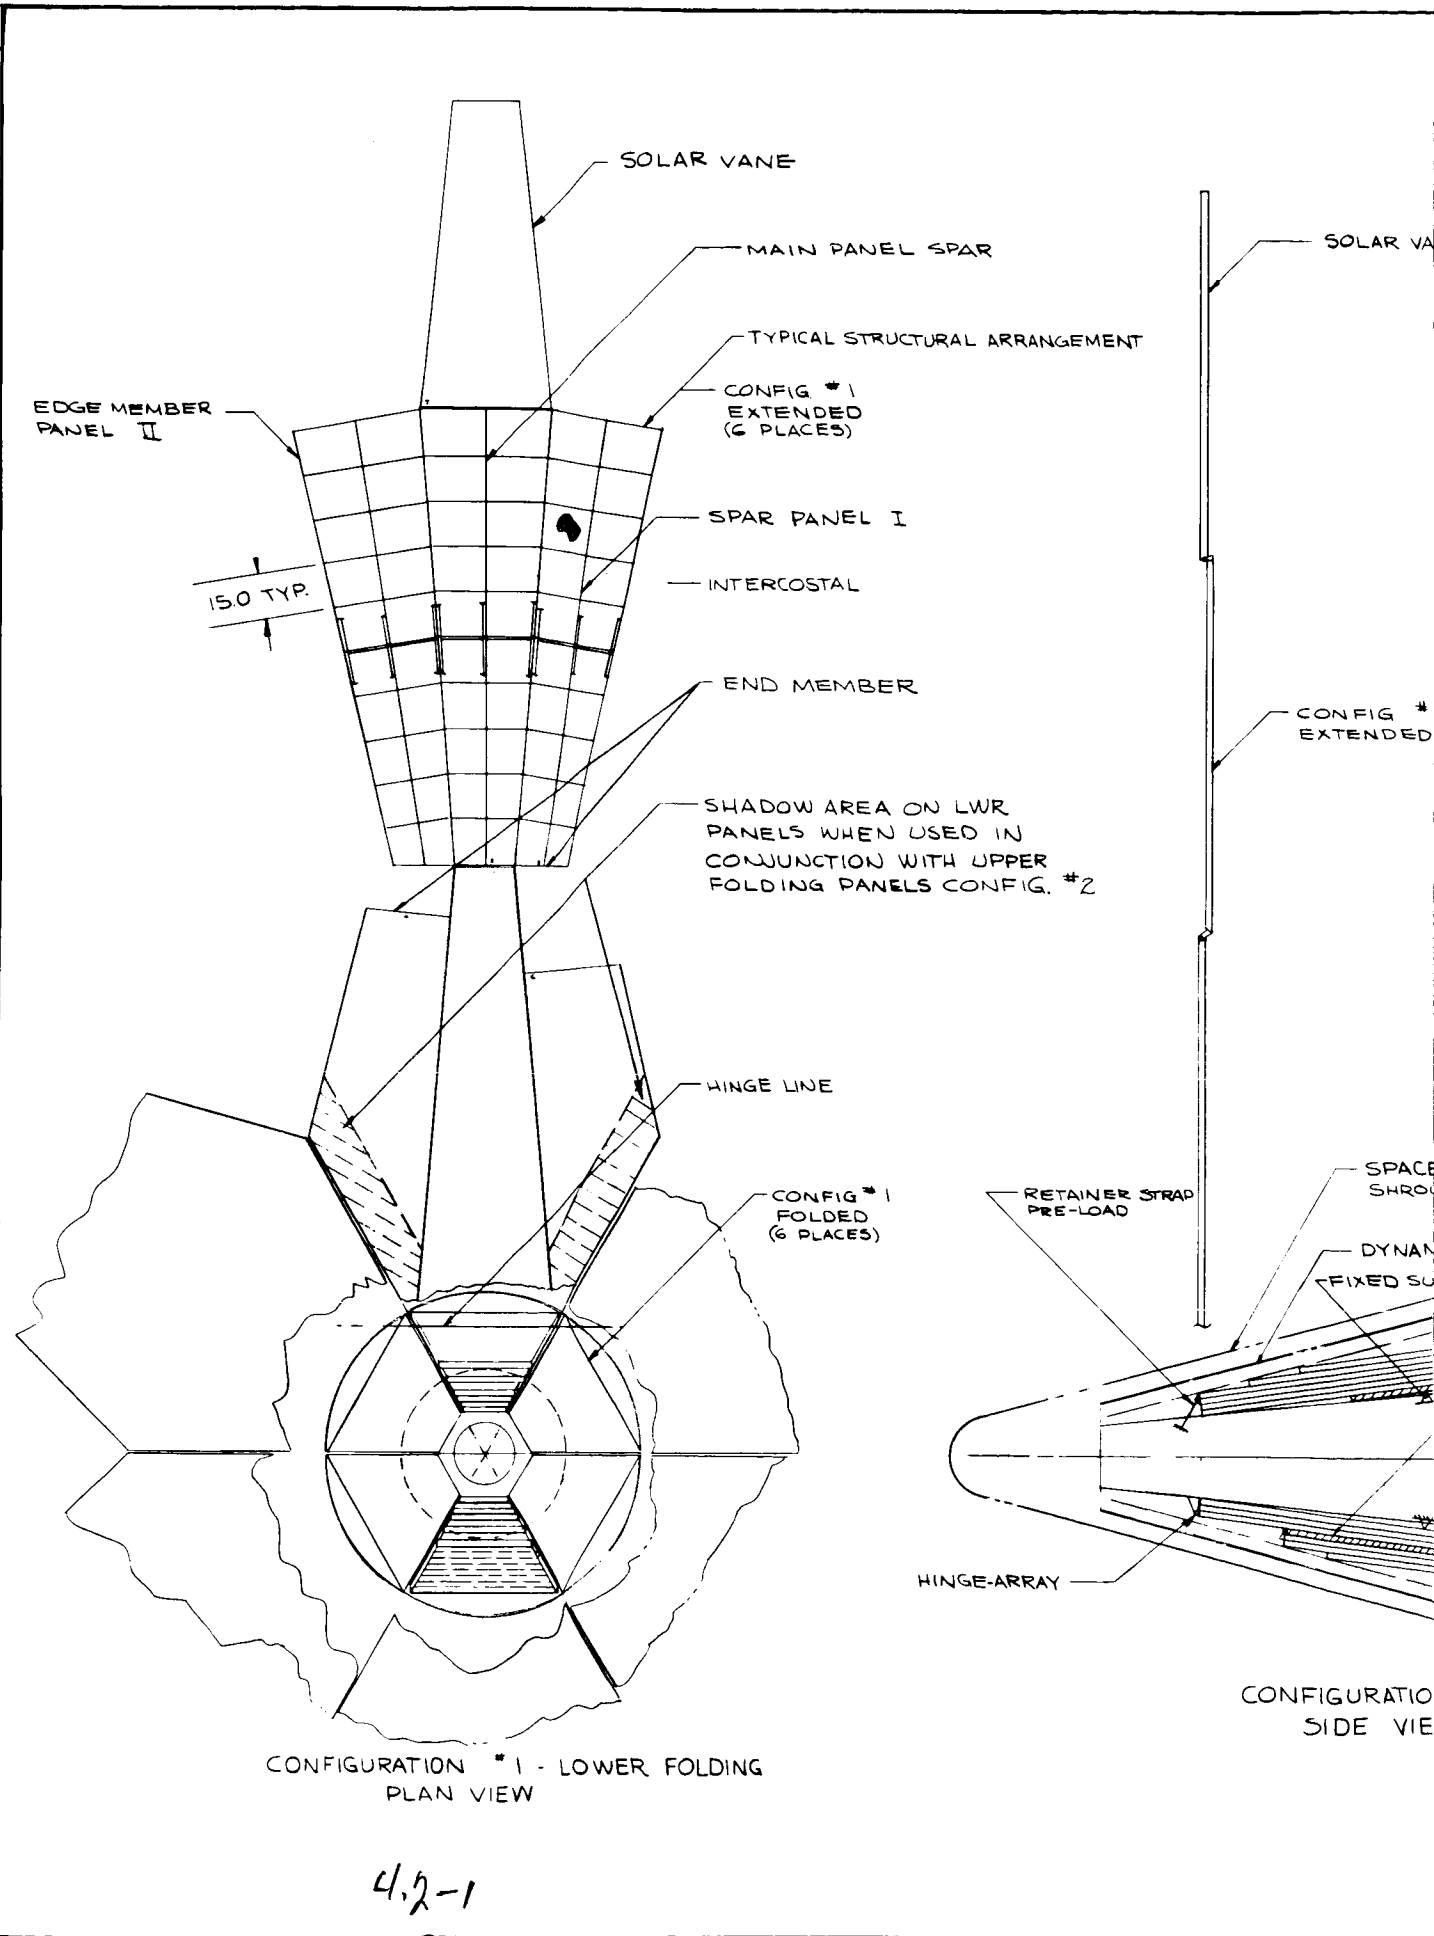 SOLAR VANE
MAIN PANEL SPAR
TYPICAL STRUCTURAL ARRANGEMENT
CONFIG #1
EXTENDED
(6 PLACES)
EDGE MEMBER
PANEL II
SPAR PANEL I
INTERCOSTAL
15.0 TYP.
END MEMBER
SHADOW AREA ON LWR
PANELS WHEN USED IN
CONJUNCTION WITH UPPER
FOLDING PANELS CONFIG. #2
HINGE LINE
CONFIG #1
FOLDED
(6 PLACES)
CONFIGURATION #1 - LOWER FOLDING
PLAN VIEW
SOLAR VA
CONFIG #
EXTENDED
SPACE
SHROU
RETAINER STRAP
PRE-LOAD
DYNAM
FIXED SU
HINGE-ARRAY
CONFIGURATIO
SIDE VIE
4.2-1